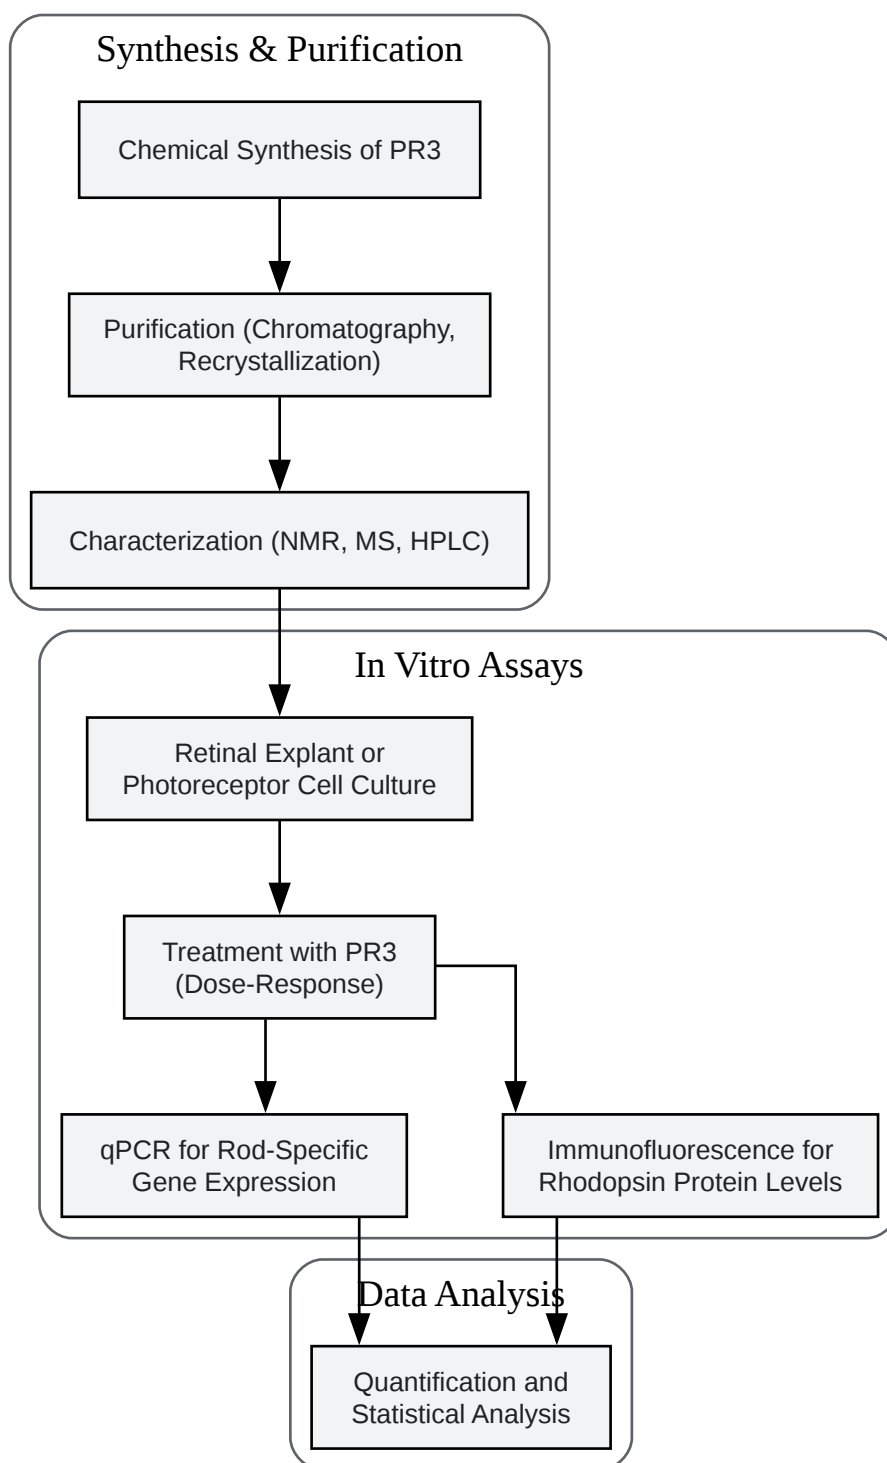 Synthesis & Purification
Chemical Synthesis of PR3
Purification (Chromatography,
Recrystallization)
Characterization (NMR, MS, HPLC)
In Vitro Assays
Retinal Explant or
Photoreceptor Cell Culture
Treatment with PR3
(Dose-Response)
qPCR for Rod-Specific
Gene Expression
Immunofluorescence for
Rhodopsin Protein Levels
Data Analysis
Quantification and
Statistical Analysis